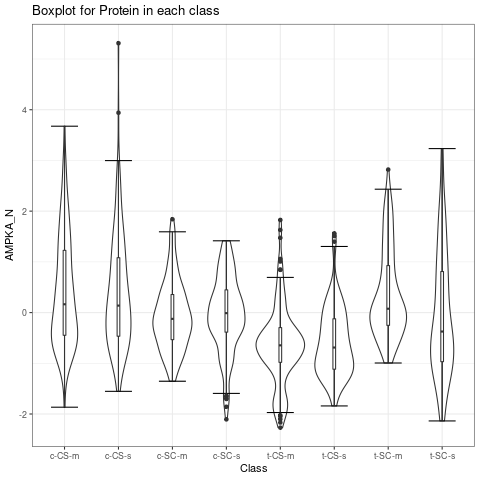 Boxplot for Protein in each class
AMPKA_N
4
2
0
-2
c-CS-m c-CS-s c-SC-m c-SC-s t-CS-m t-CS-s t-SC-m t-SC-s
Class